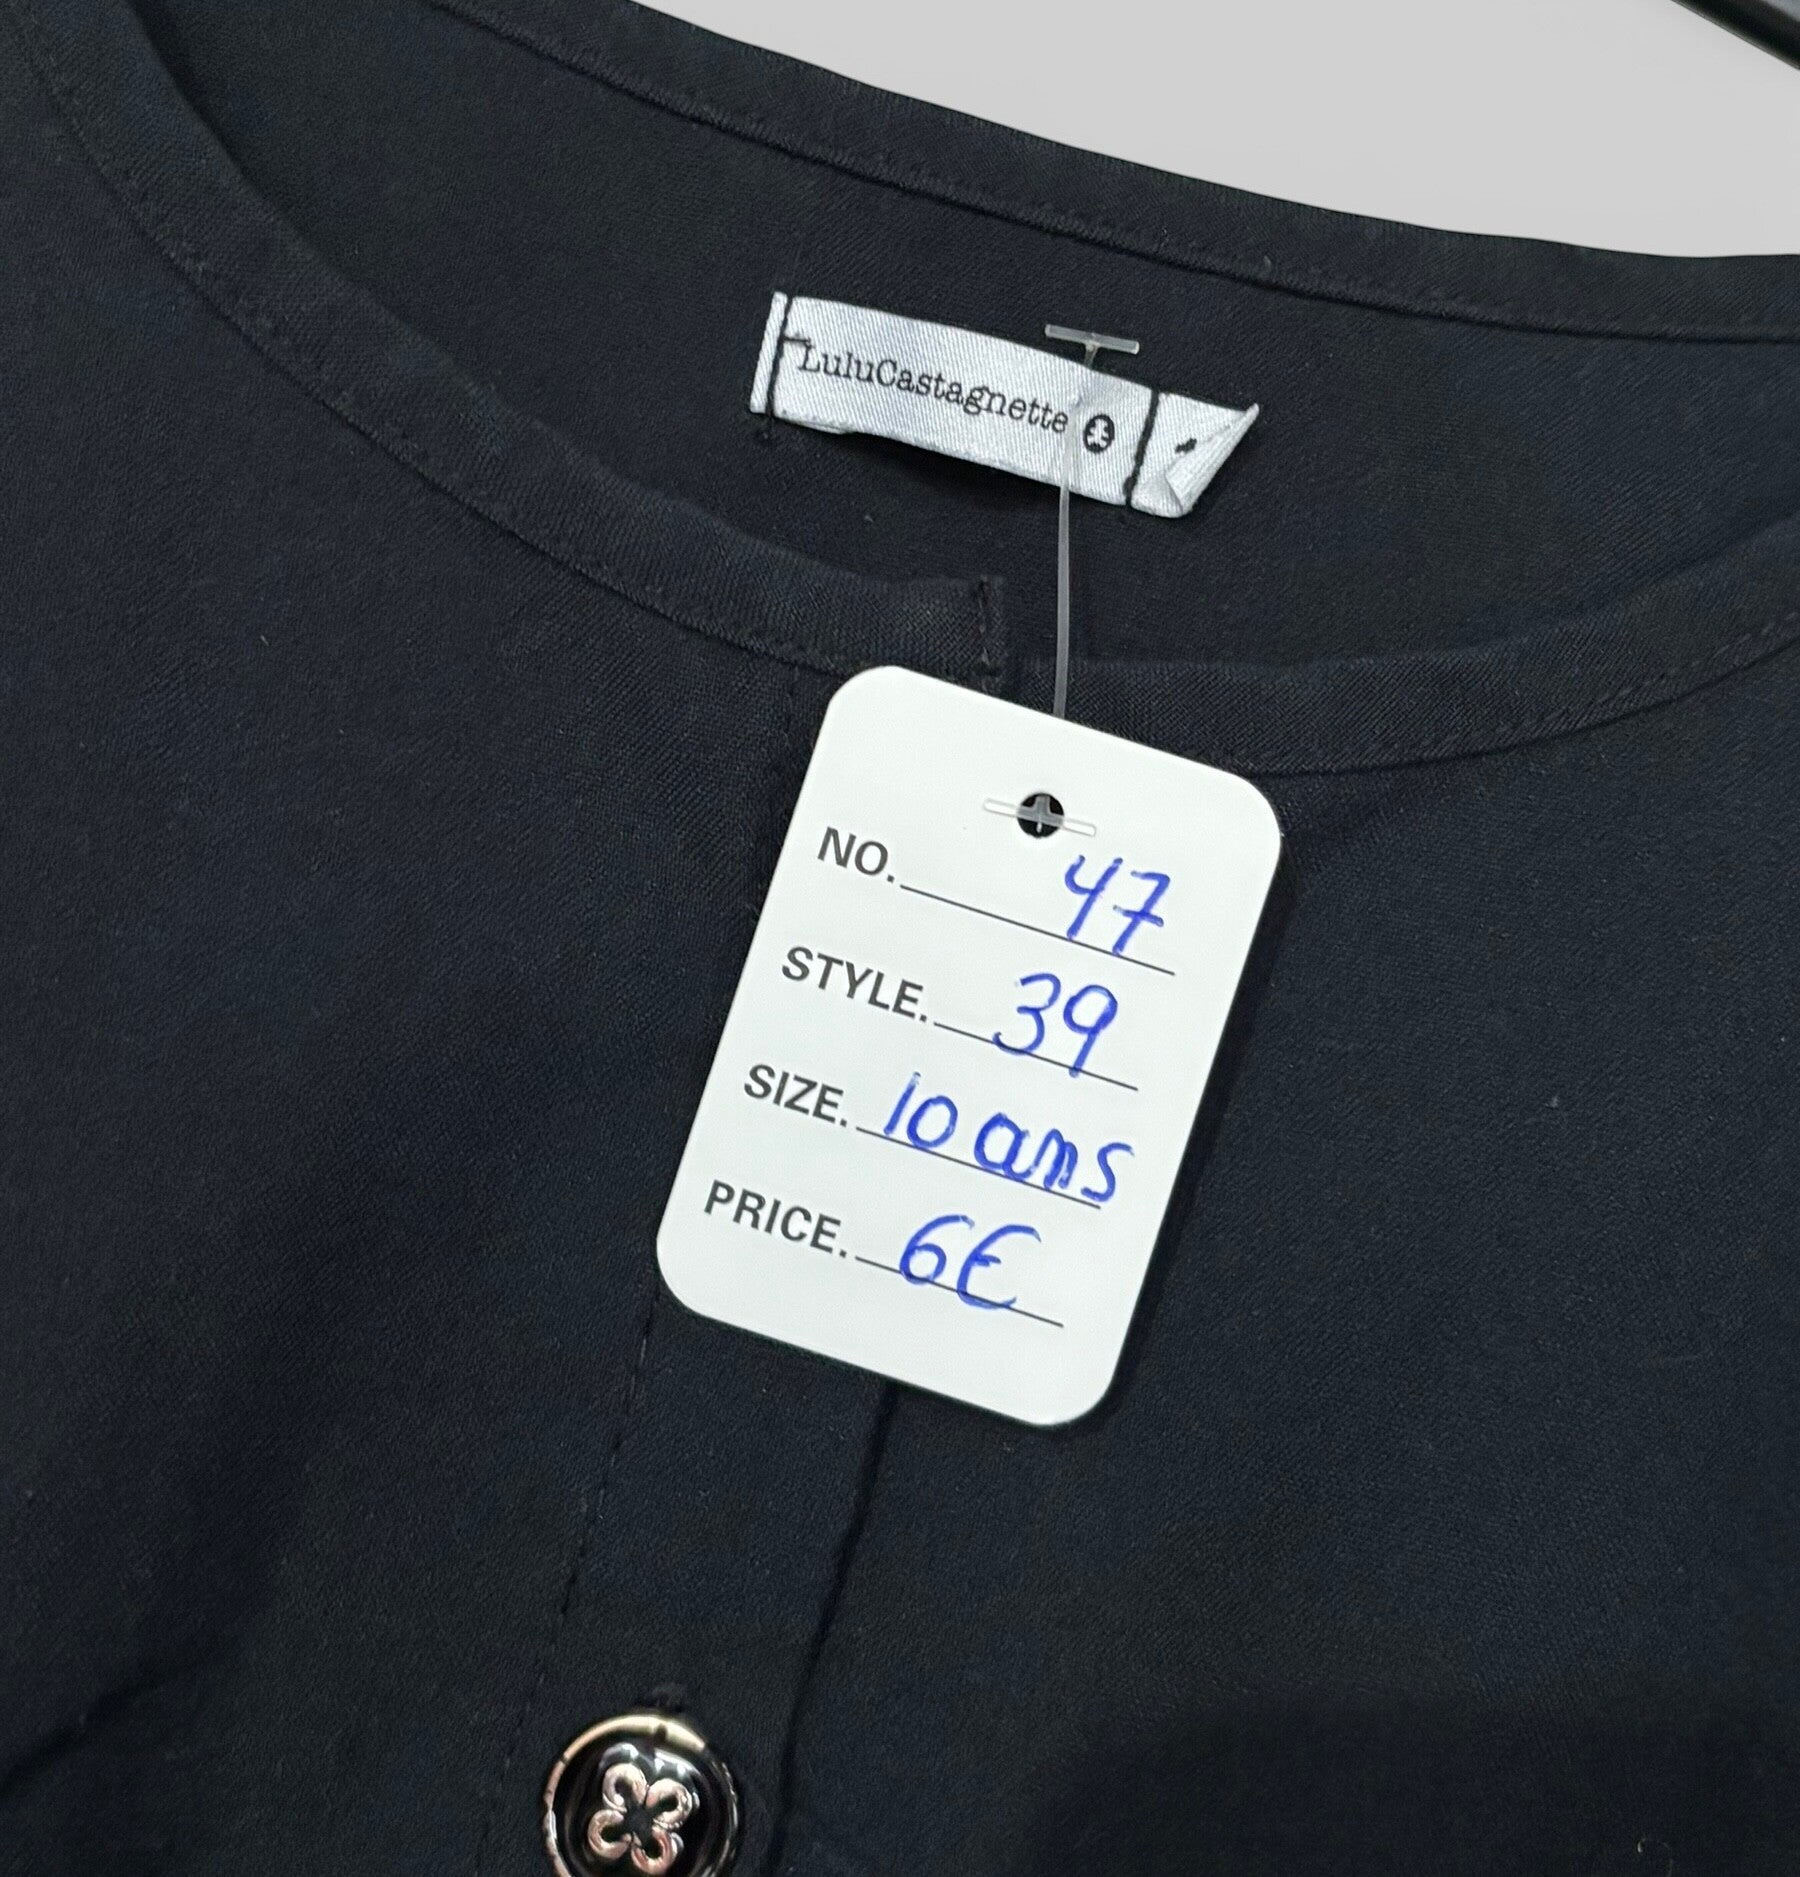 LuluCastagnette
NO. 47
STYLE. 39
SIZE. 10 ans
PRICE. 6€